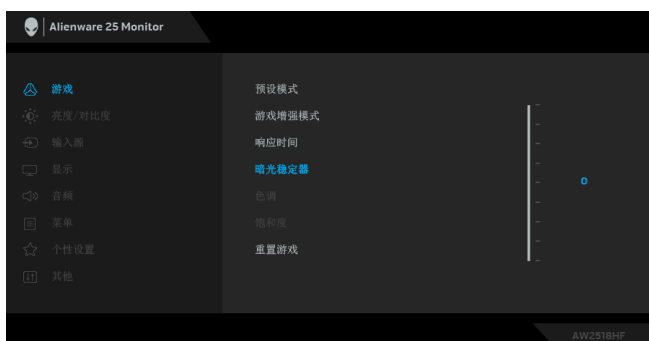 Alienware 25 Monitor
游戏
亮度/对比度
输入源
显示
音频
菜单
个性设置
其他
预设模式
游戏增强模式
响应时间
暗光稳定器
色调
饱和度
重置游戏
0
AW2518HF